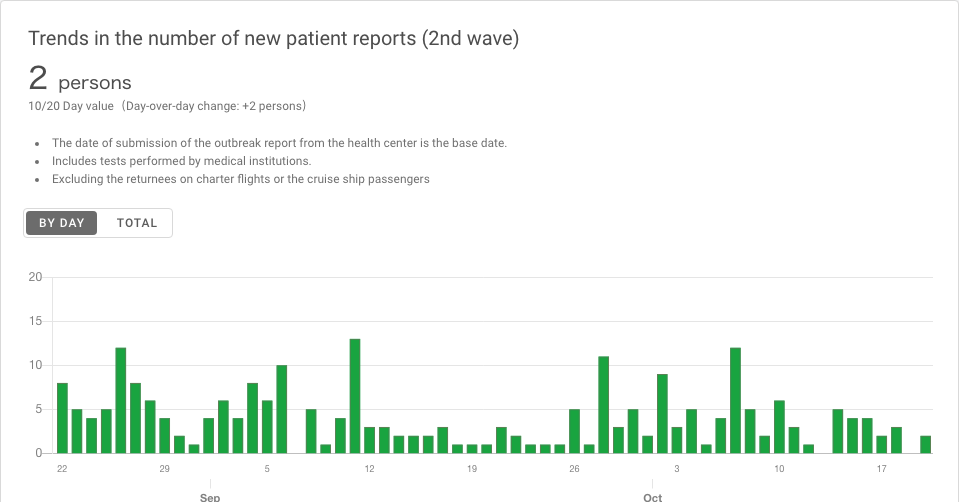 Trends in the number of new patient reports (2nd wave)
2 persons
10/20 Day value（Day-over-day change: +2 persons）
• The date of submission of the outbreak report from the health center is the base date.
• Includes tests performed by medical institutions.
• Excluding the returnees on charter flights or the cruise ship passengers
BY DAY TOTAL
20
15
10
5
0
22 29 5 12 19 26 3 10 17
Sep Oct